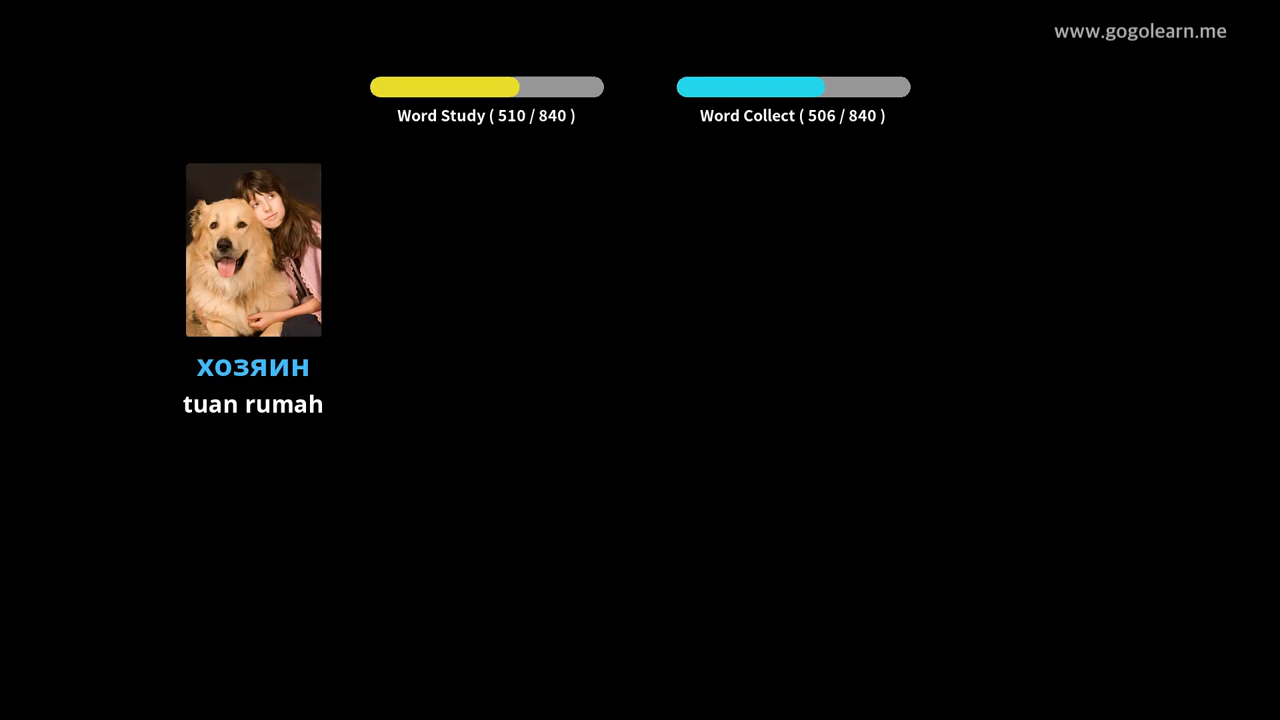 www.gogolearn.me
Word Study ( 510 / 840 )
Word Collect ( 506 / 840 )
хозяин
tuan rumah